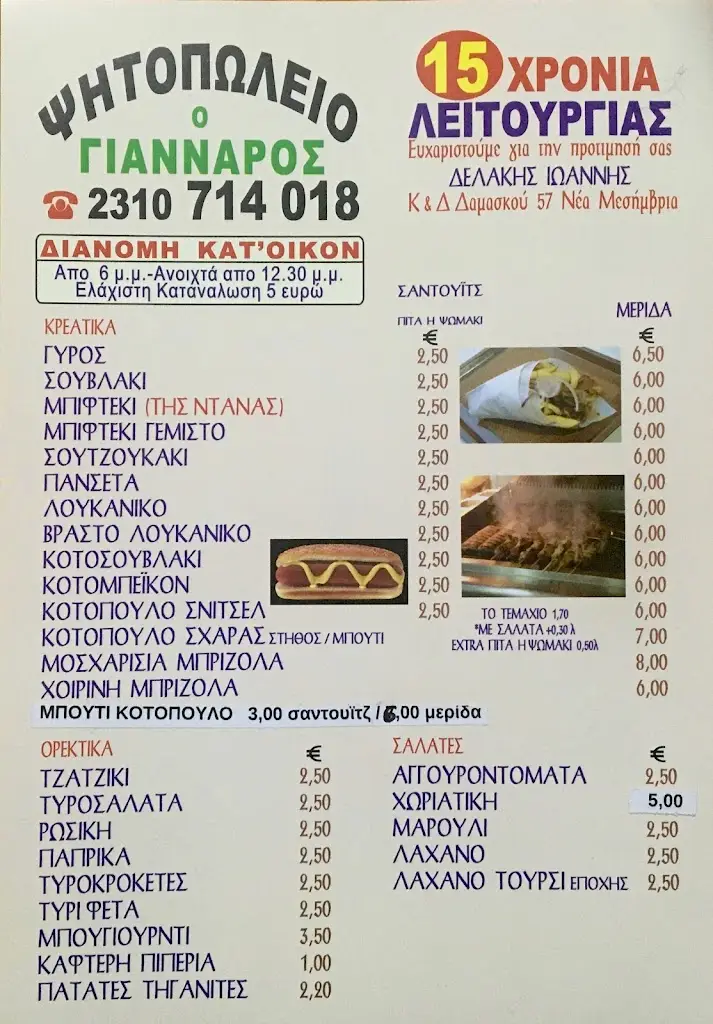 ΨΗΤΟΠΩΛΕΙΟ
Ο
ΓΙΑΝΝΑΡΟΣ
☎ 2310 714 018
ΔΙΑΝΟΜΗ ΚΑΤ'ΟΙΚΟΝ
Απο 6 μ.μ.-Ανοιχτά απο 12.30 μ.μ.
Ελάχιστη Κατανάλωση 5 ευρώ
15 ΧΡΟΝΙΑ
ΛΕΙΤΟΥΡΓΙΑΣ
Ευχαριστούμε για την προτιμησή σας
ΔΕΛΑΚΗΣ ΙΩΑΝΝΗΣ
Κ & Δ Δαμασκού 57 Νέα Μεσήμβρια
ΣΑΝΤΟΥΪΤΣ
ΠΙΤΑ Η ΨΩΜΑΚΙ
ΜΕΡΙΔΑ
ΚΡΕΑΤΙΚΑ € €
ΓΥΡΟΣ 2,50 6,50
ΣΟΥΒΛΑΚΙ 2,50 6,00
ΜΠΙΦΤΕΚΙ (ΤΗΣ ΝΤΑΝΑΣ) 2,50 6,00
ΜΠΙΦΤΕΚΙ ΓΕΜΙΣΤΟ 2,50 6,00
ΣΟΥΤΖΟΥΚΑΚΙ 2,50 6,00
ΠΑΝΣΕΤΑ 2,50 6,00
ΛΟΥΚΑΝΙΚΟ 2,50 6,00
ΒΡΑΣΤΟ ΛΟΥΚΑΝΙΚΟ 2,50 6,00
ΚΟΤΟΣΟΥΒΛΑΚΙ 2,50 6,00
ΚΟΤΟΜΠΕΪΚΟΝ 2,50 6,00
ΚΟΤΟΠΟΥΛΟ ΣΝΙΤΣΕΛ 2,50 6,00
ΚΟΤΟΠΟΥΛΟ ΣΧΑΡΑΣ ΣΤΗΘΟΣ / ΜΠΟΥΤΙ 7,00
ΜΟΣΧΑΡΙΣΙΑ ΜΠΡΙΖΟΛΑ 8,00
ΧΟΙΡΙΝΗ ΜΠΡΙΖΟΛΑ 6,00
ΤΟ ΤΕΜΑΧΙΟ 1,70
*ΜΕ ΣΑΛΑΤΑ +0,30 λ
EXTRA ΠΙΤΑ Η ΨΩΜΑΚΙ 0,50λ
ΜΠΟΥΤΙ ΚΟΤΟΠΟΥΛΟ 3,00 σαντουϊτζ / 6,00 μερίδα
ΟΡΕΚΤΙΚΑ €
ΤΖΑΤΖΙΚΙ 2,50
ΤΥΡΟΣΑΛΑΤΑ 2,50
ΡΩΣΙΚΗ 2,50
ΠΑΠΡΙΚΑ 2,50
ΤΥΡΟΚΡΟΚΕΤΕΣ 2,50
ΤΥΡΙ ΦΕΤΑ 2,50
ΜΠΟΥΓΙΟΥΡΝΤΙ 3,50
ΚΑΦΤΕΡΗ ΠΙΠΕΡΙΑ 1,00
ΠΑΤΑΤΕΣ ΤΗΓΑΝΙΤΕΣ 2,20
ΣΑΛΑΤΕΣ €
ΑΓΓΟΥΡΟΝΤΟΜΑΤΑ 2,50
ΧΩΡΙΑΤΙΚΗ 5,00
ΜΑΡΟΥΛΙ 2,50
ΛΑΧΑΝΟ 2,50
ΛΑΧΑΝΟ ΤΟΥΡΣΙ ΕΠΟΧΗΣ 2,50